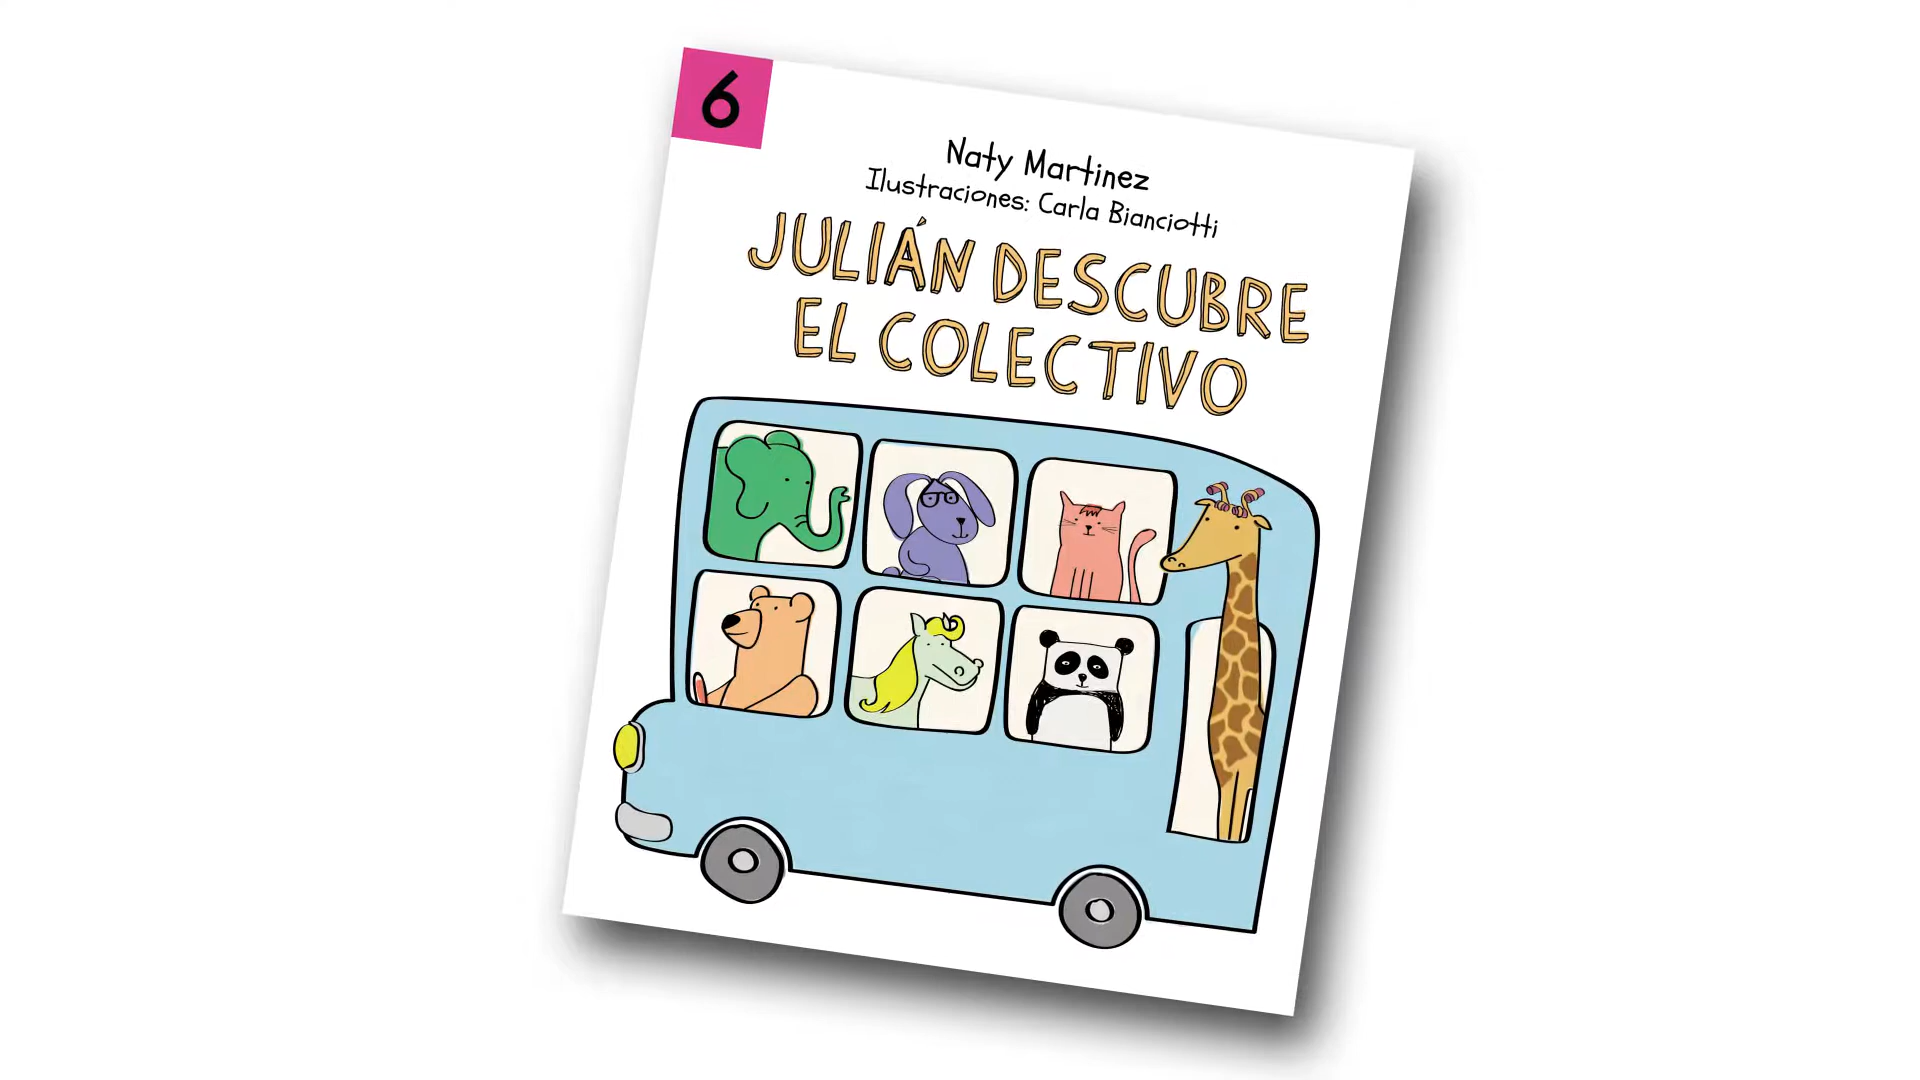 6
Naty Martinez
Ilustraciones: Carla Bianciotti
JULIÁN DESCUBRE
EL COLECTIVO